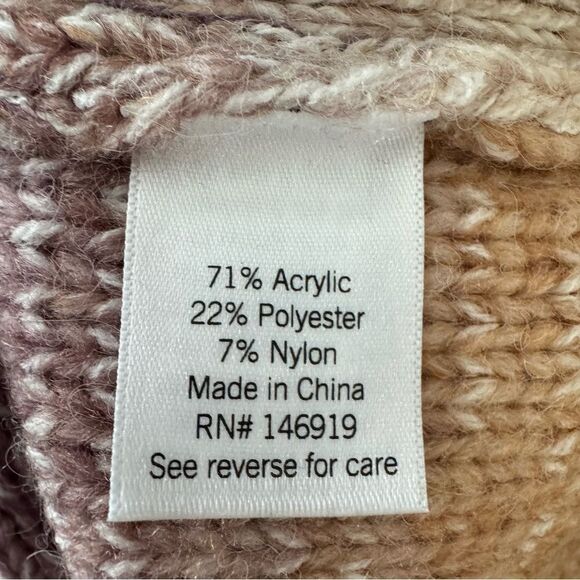 71% Acrylic
22% Polyester
7% Nylon
Made in China
RN# 146919
See reverse for care